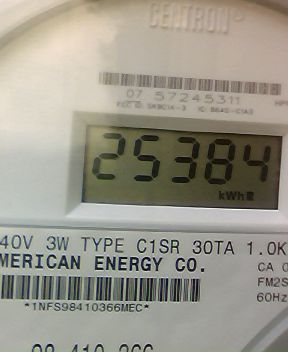 CENTRON
07 57245311
25384
kWh
40V 3W TYPE C1SR 30TA 1.0K
MERICAN ENERGY CO.
CA 0
FM2S
60Hz
*1NFS98410366MEC*